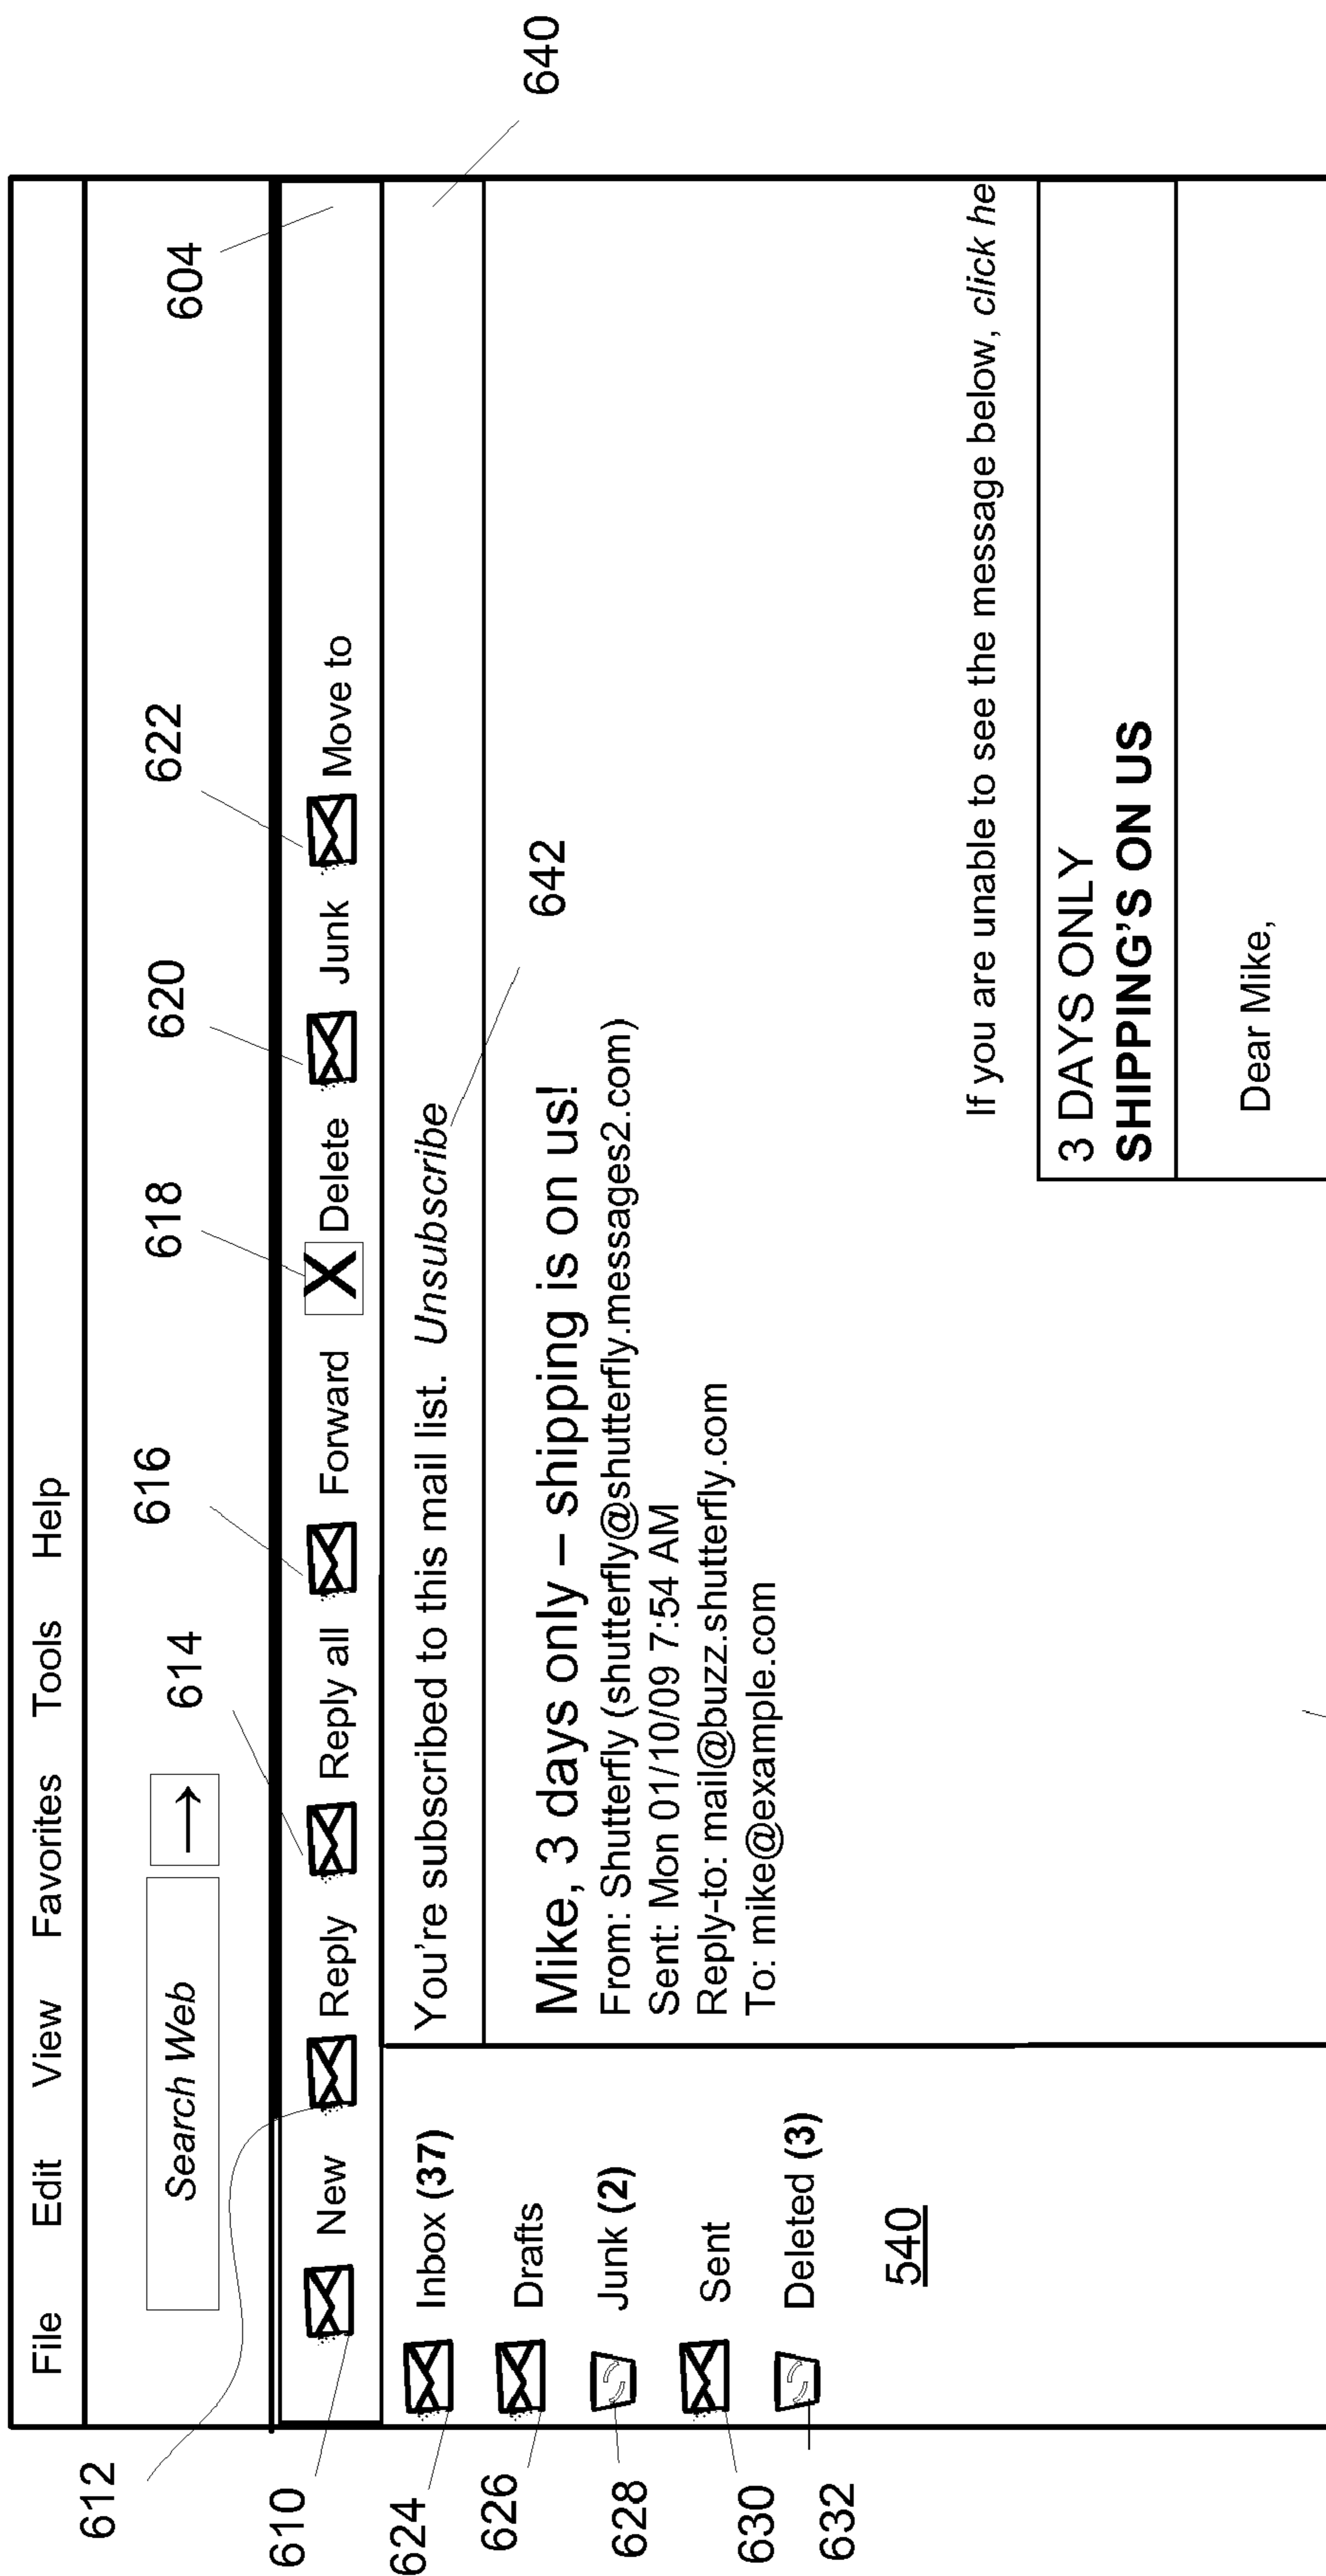 File Edit View Favorites Tools Help
612 Search Web → 614 616 618 620 622 604
610 New Reply Reply all Forward X Delete Junk Move to
624 Inbox (37)
You're subscribed to this mail list. Unsubscribe
642 640
626 Drafts
628 Junk (2)
630 Sent
632 Deleted (3)
540
Mike, 3 days only – shipping is on us!
From: Shutterfly (shutterfly@shutterfly.messages2.com)
Sent: Mon 01/10/09 7:54 AM
Reply-to: mail@buzz.shutterfly.com
To: mike@example.com
If you are unable to see the message below, click he
3 DAYS ONLY
SHIPPING'S ON US
Dear Mike,